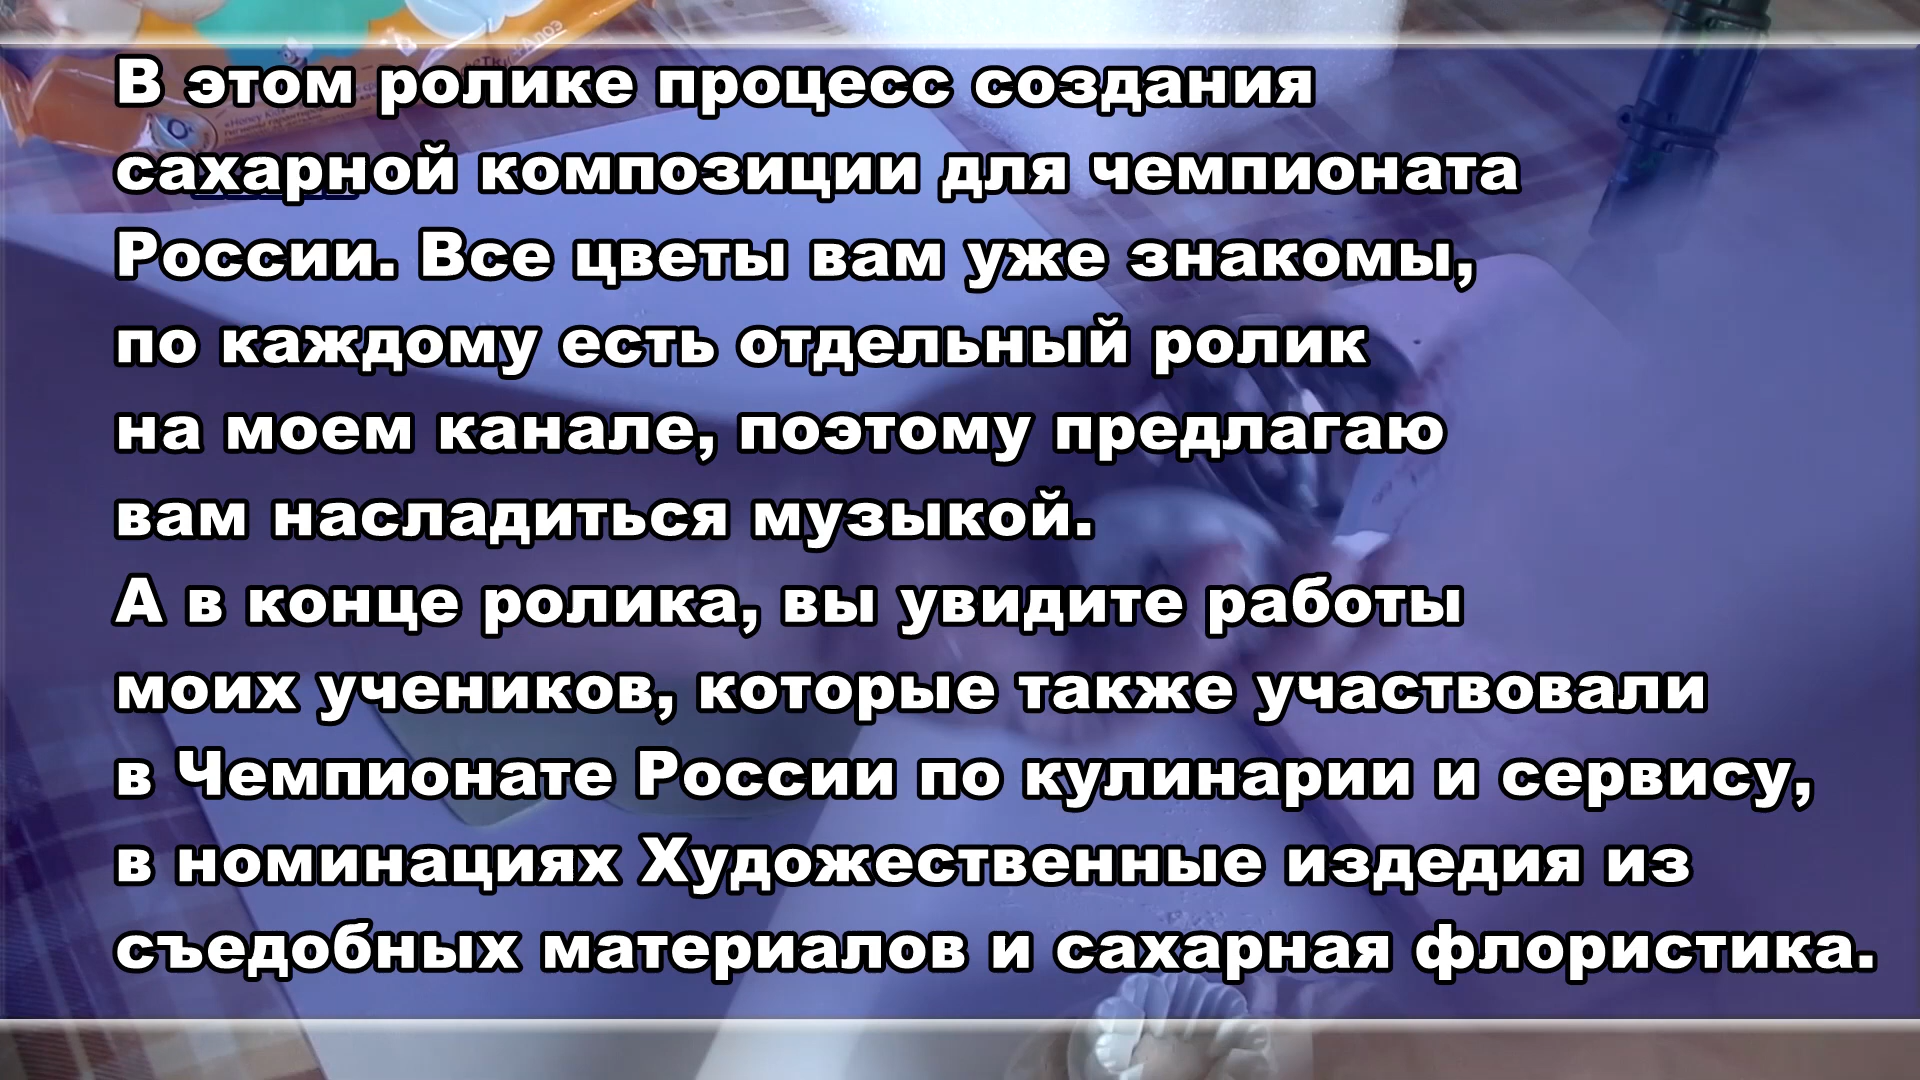 В этом ролике процесс создания
сахарной композиции для чемпионата
России. Все цветы вам уже знакомы,
по каждому есть отдельный ролик
на моем канале, поэтому предлагаю
вам насладиться музыкой.
А в конце ролика, вы увидите работы
моих учеников, которые также участвовали
в Чемпионате России по кулинарии и сервису,
в номинациях Художественные издедия из
съедобных материалов и сахарная флористика.